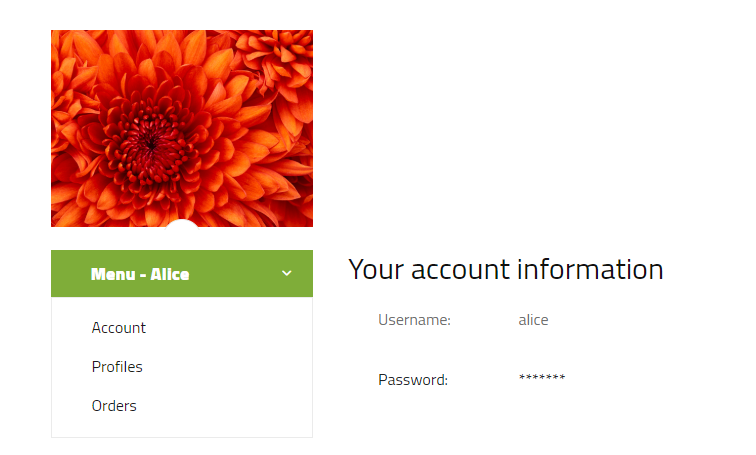 Menu - Alice
Account
Profiles
Orders
Your account information
Username: alice
Password: *******